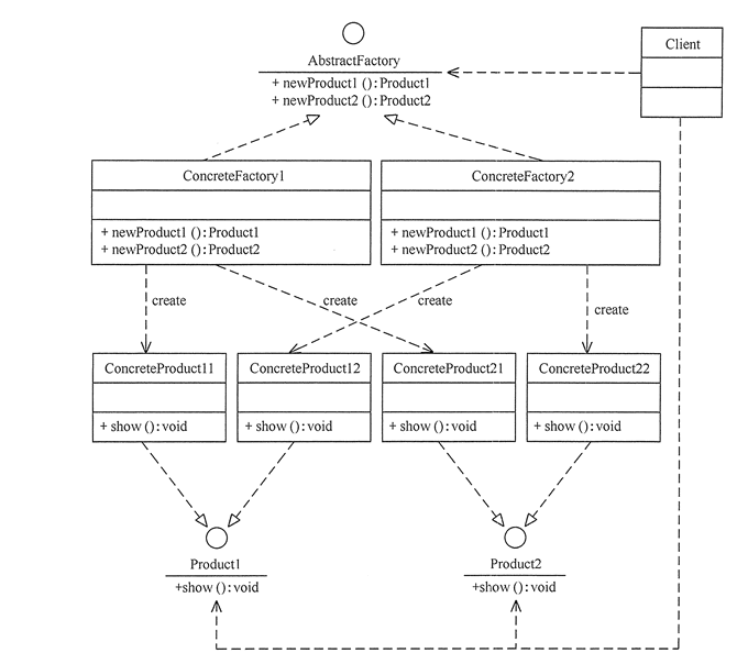 AbstractFactory
+ newProduct1 (): Product1
+ newProduct2 (): Product2
Client
ConcreteFactory1
+ newProduct1 (): Product1
+ newProduct2 (): Product2
ConcreteFactory2
+ newProduct1 (): Product1
+ newProduct2 (): Product2
create
create
create
create
ConcreteProduct11
+ show (): void
ConcreteProduct12
+ show (): void
ConcreteProduct21
+ show (): void
ConcreteProduct22
+ show (): void
Product1
+show (): void
Product2
+show (): void